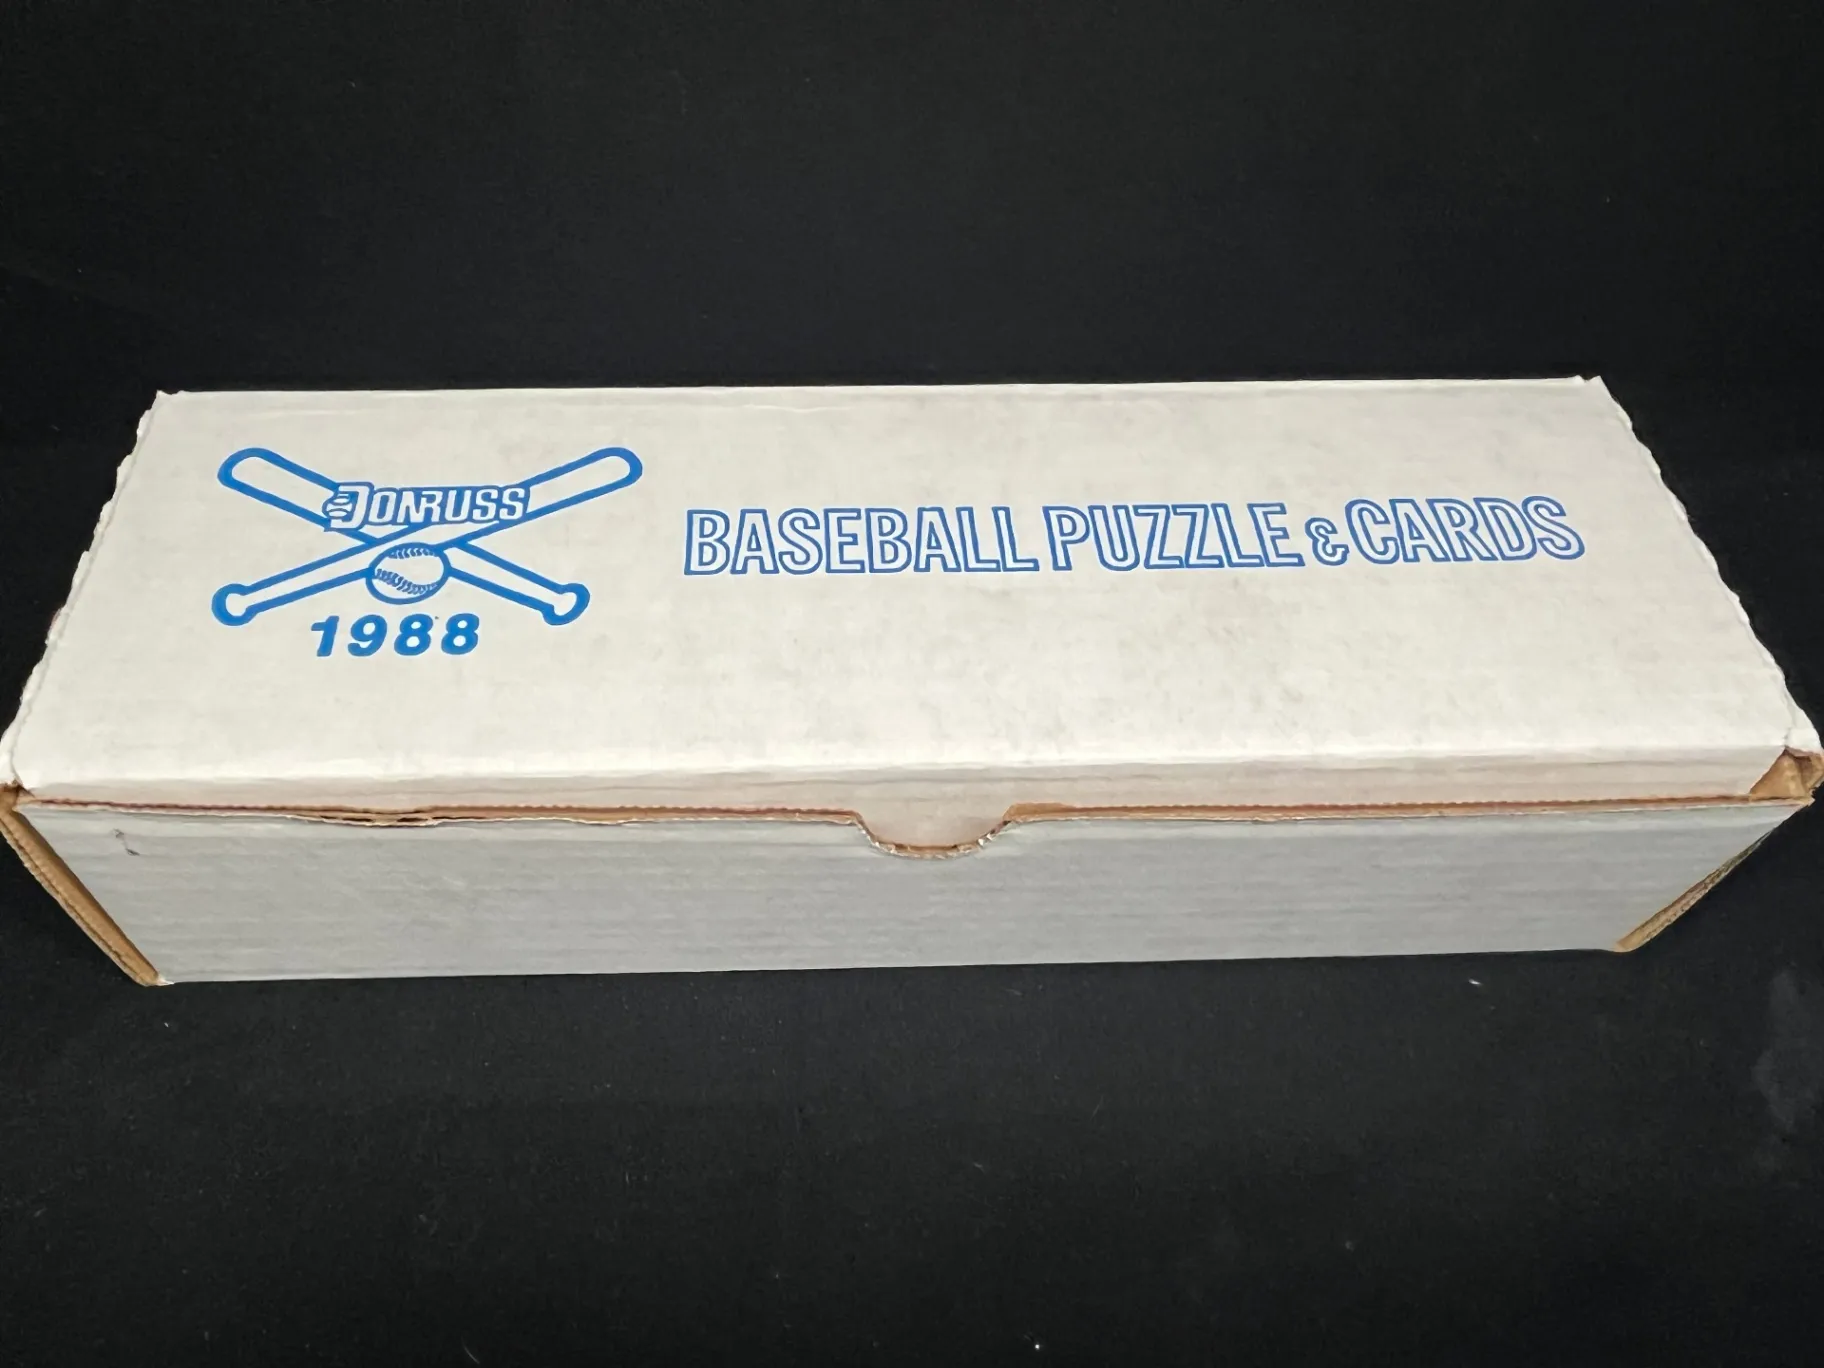 DONRUSS
1988
BASEBALL PUZZLE & CARDS